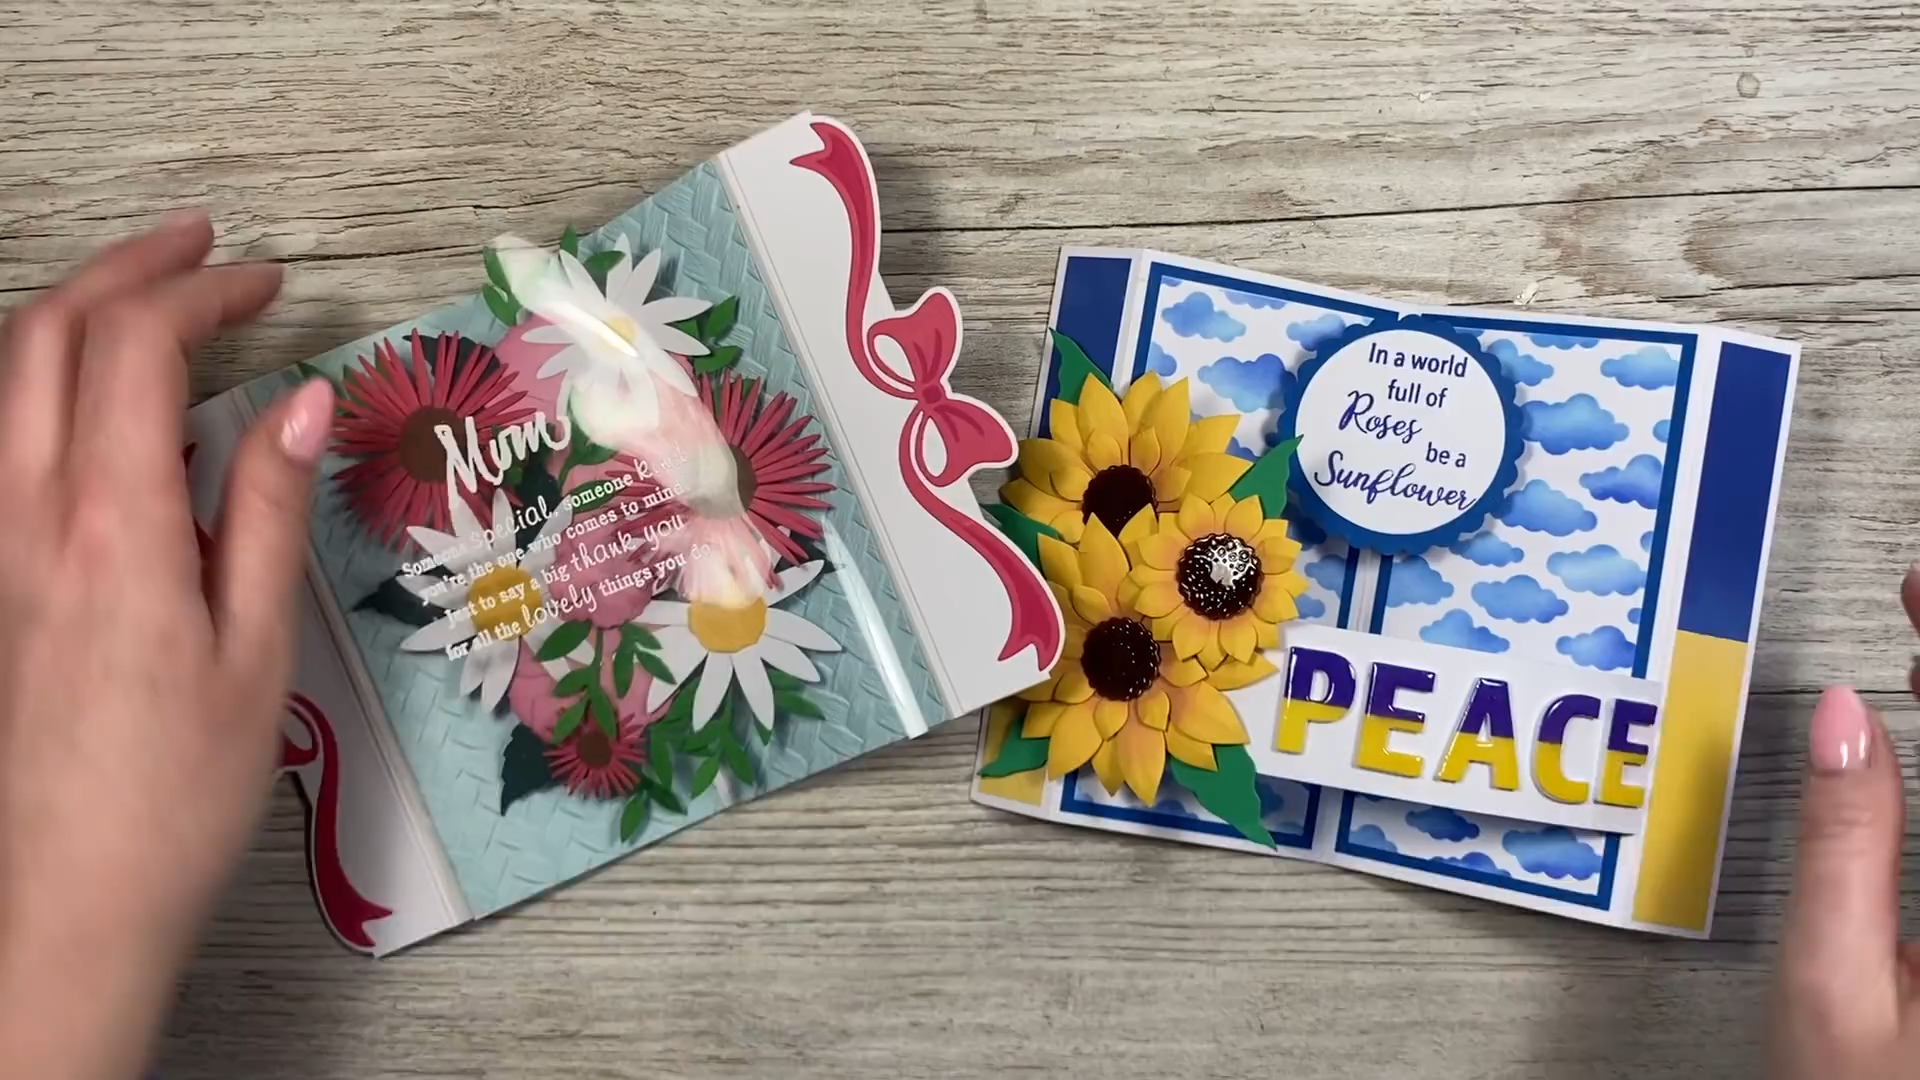 Mom
Someone special, someone kind
you're the one who comes to mind.
Just to say a big thank you
for all the lovely things you do
In a world
full of
Roses
be a
Sunflower
PEACE